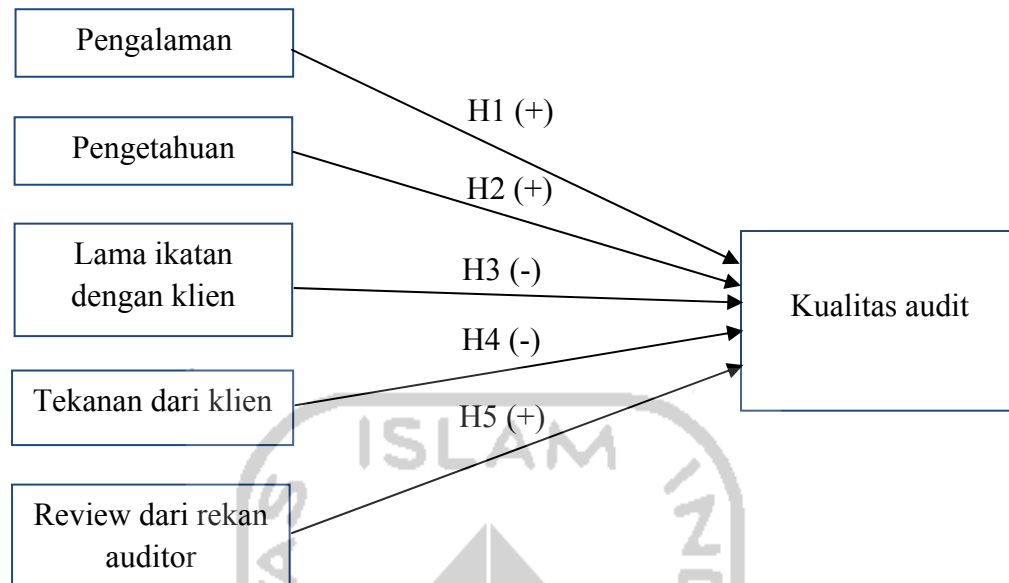 Pengalaman
H1 (+)
Pengetahuan
H2 (+)
Lama ikatan
dengan klien
H3 (-)
Kualitas audit
H4 (-)
Tekanan dari klien
H5 (+)
ISLAM
Review dari rekan
auditor